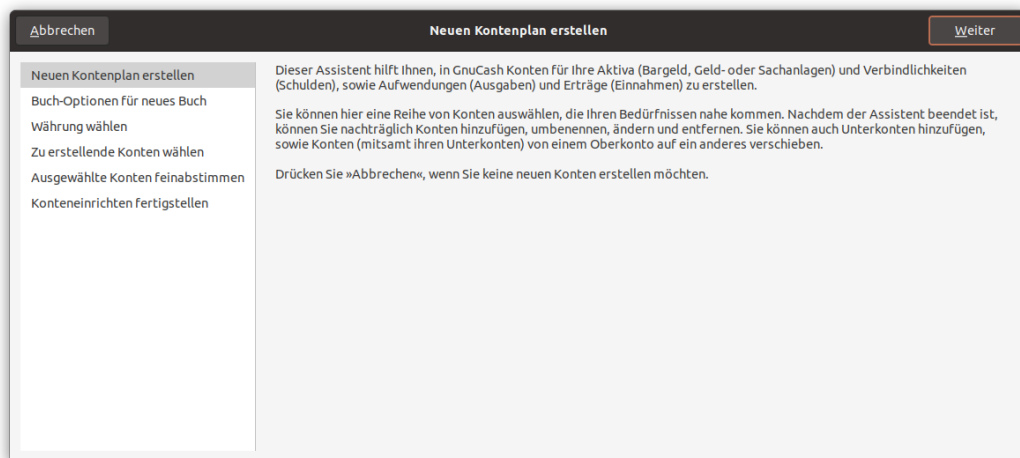 Abbrechen
Neuen Kontenplan erstellen
Weiter
Neuen Kontenplan erstellen
Buch-Optionen für neues Buch
Währung wählen
Zu erstellende Konten wählen
Ausgewählte Konten feinabstimmen
Konteneinrichten fertigstellen
Dieser Assistent hilft Ihnen, in GnuCash Konten für Ihre Aktiva (Bargeld, Geld- oder Sachanlagen) und Verbindlichkeiten
(Schulden), sowie Aufwendungen (Ausgaben) und Erträge (Einnahmen) zu erstellen.
Sie können hier eine Reihe von Konten auswählen, die Ihren Bedürfnissen nahe kommen. Nachdem der Assistent beendet ist,
können Sie nachträglich Konten hinzufügen, umbenennen, ändern und entfernen. Sie können auch Unterkonten hinzufügen,
sowie Konten (mitsamt ihren Unterkonten) von einem Oberkonto auf ein anderes verschieben.
Drücken Sie »Abbrechen«, wenn Sie keine neuen Konten erstellen möchten.